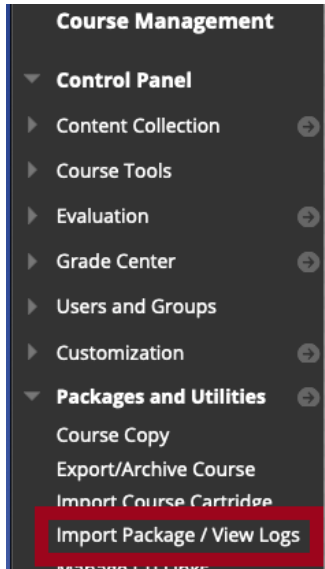 Course Management
Control Panel
Content Collection
Course Tools
Evaluation
Grade Center
Users and Groups
Customization
Packages and Utilities
Course Copy
Export/Archive Course
Import Course Cartridge
Import Package / View Logs